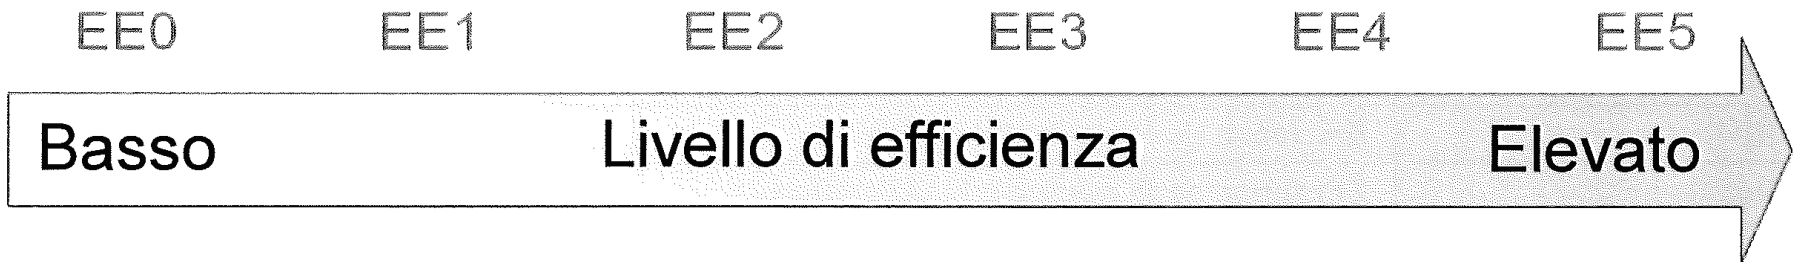 EE0 EE1 EE2 EE3 EE4 EE5
Basso Livello di efficienza Elevato